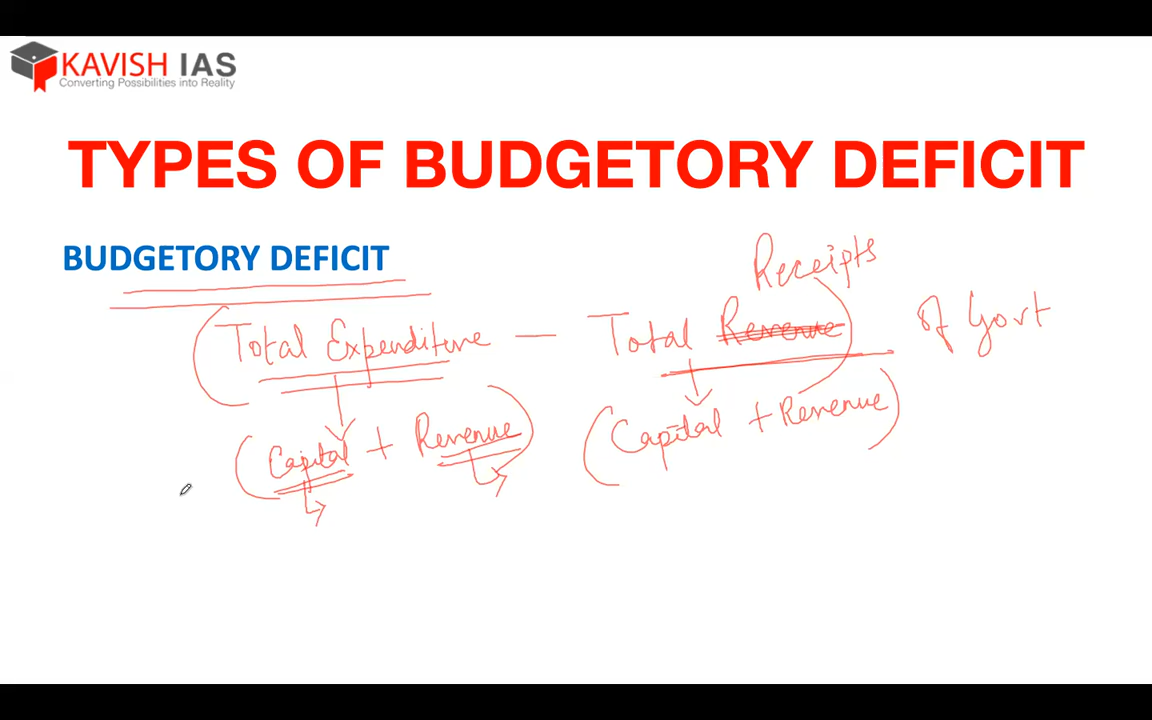 KAVISH IAS
Converting Possibilities into Reality
TYPES OF BUDGETORY DEFICIT
BUDGETORY DEFICIT
Receipts
(Total Expenditure — Total Revenue) of Govt
(Capital + Revenue) (Capital + Revenue)